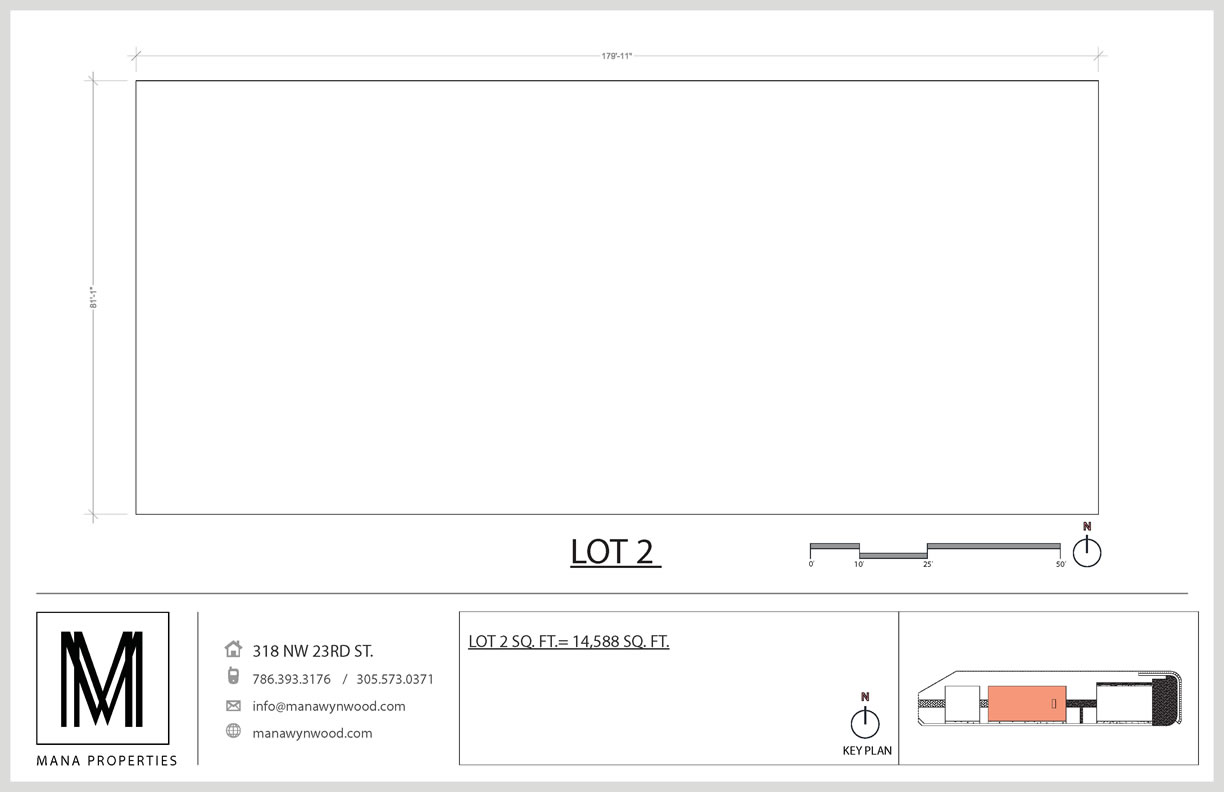 179'-11"
81'-1"
LOT 2
0'
10'
25'
50'
N
M
MANA PROPERTIES
318 NW 23RD ST.
786.393.3176 / 305.573.0371
info@manawynwood.com
manawynwood.com
LOT 2 SQ. FT.= 14,588 SQ. FT.
N
KEY PLAN